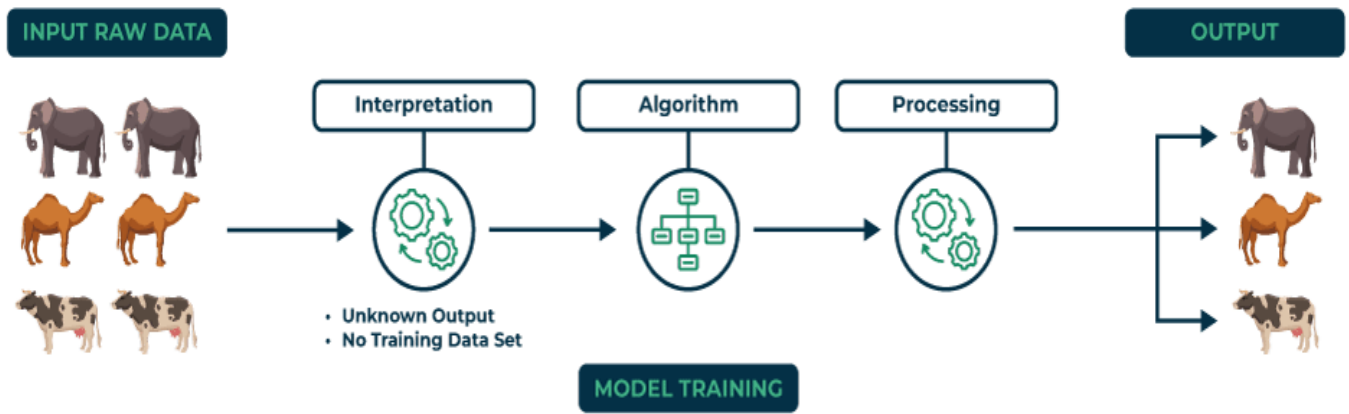 INPUT RAW DATA
OUTPUT
Interpretation
Algorithm
Processing
• Unknown Output
• No Training Data Set
MODEL TRAINING